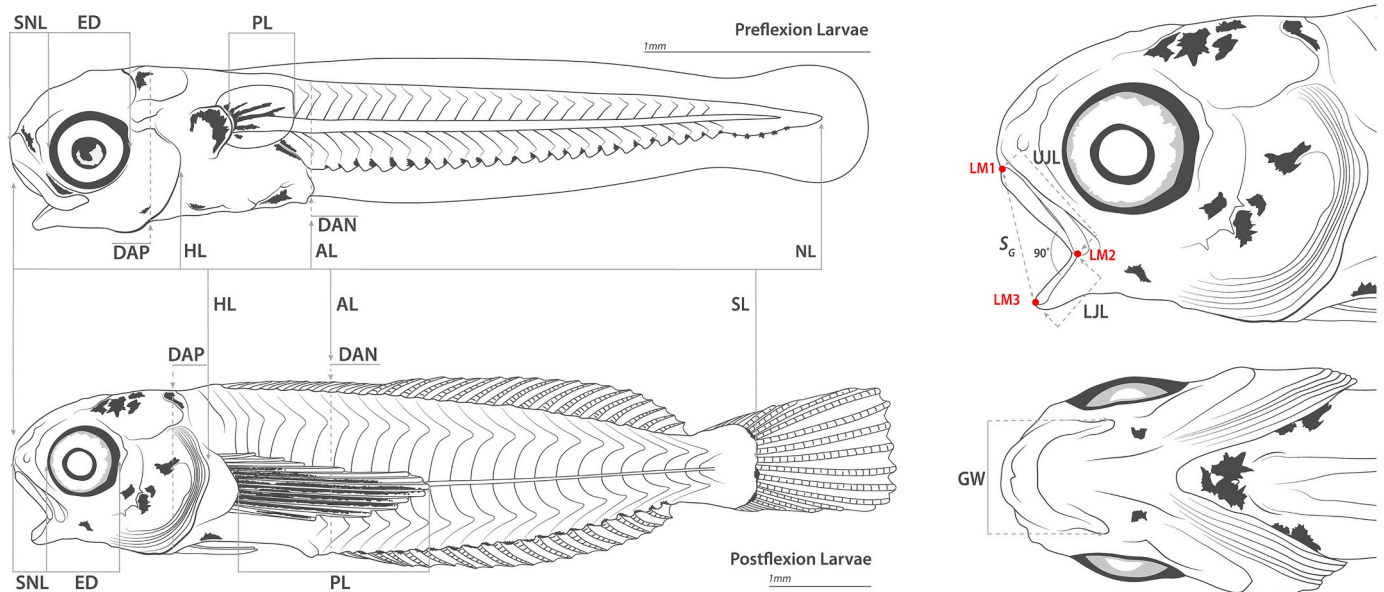 SNL ED PL
Preflexion Larvae
1mm
DAP HL DAN
AL NL
HL AL SL
DAP DAN
SNL ED PL
Postflexion Larvae
1mm
UJL
LM1
S_G 90° LM2
LM3
LJL
GW